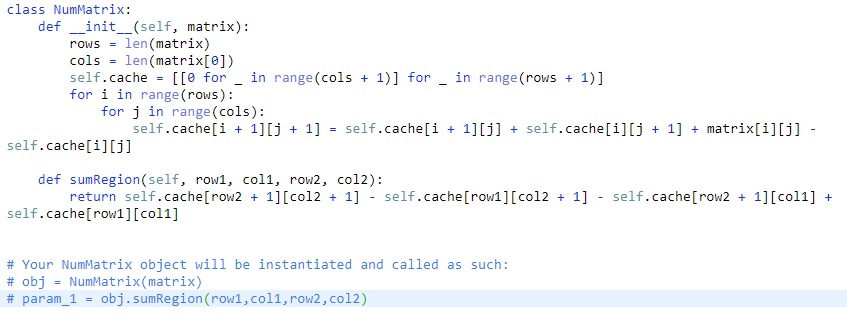 class NumMatrix:
    def __init__(self, matrix):
        rows = len(matrix)
        cols = len(matrix[0])
        self.cache = [[0 for _ in range(cols + 1)] for _ in range(rows + 1)]
        for i in range(rows):
            for j in range(cols):
                self.cache[i + 1][j + 1] = self.cache[i + 1][j] + self.cache[i][j + 1] + matrix[i][j] -
self.cache[i][j]

    def sumRegion(self, row1, col1, row2, col2):
        return self.cache[row2 + 1][col2 + 1] - self.cache[row1][col2 + 1] - self.cache[row2 + 1][col1] +
self.cache[row1][col1]


# Your NumMatrix object will be instantiated and called as such:
# obj = NumMatrix(matrix)
# param_1 = obj.sumRegion(row1,col1,row2,col2)